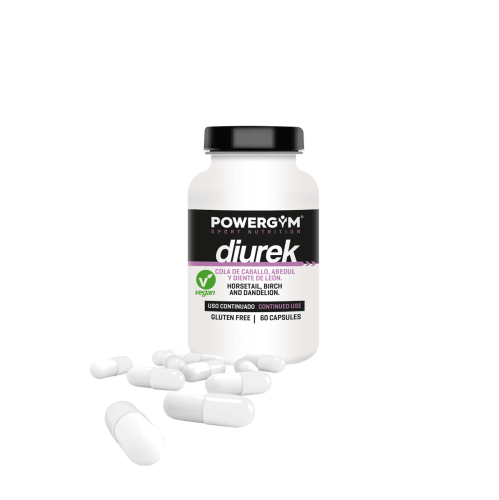 POWERGYM®
SPORT NUTRITION
diurek
COLA DE CABALLO, ABEDUL
Y DIENTE DE LEÓN.
HORSETAIL, BIRCH
AND DANDELION.
vegan
USO CONTINUADO CONTINUED USE
GLUTEN FREE | 60 CAPSULES